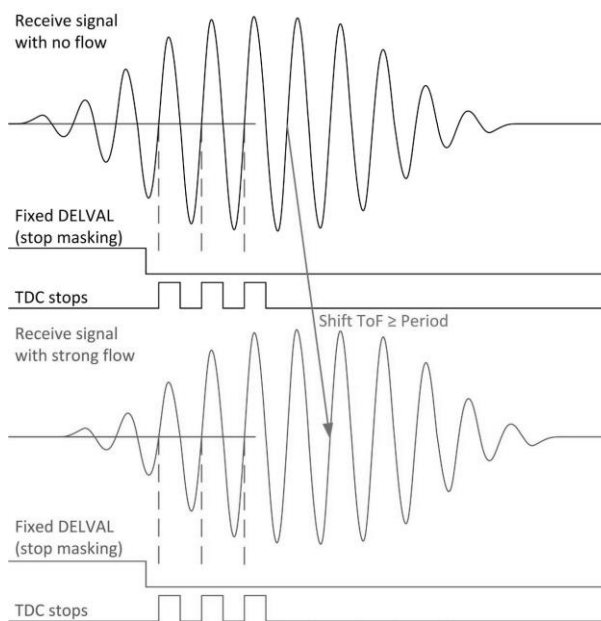 Receive signal
with no flow
Fixed DELVAL
(stop masking)
TDC stops
Shift ToF ≥ Period
Receive signal
with strong flow
Fixed DELVAL
(stop masking)
TDC stops